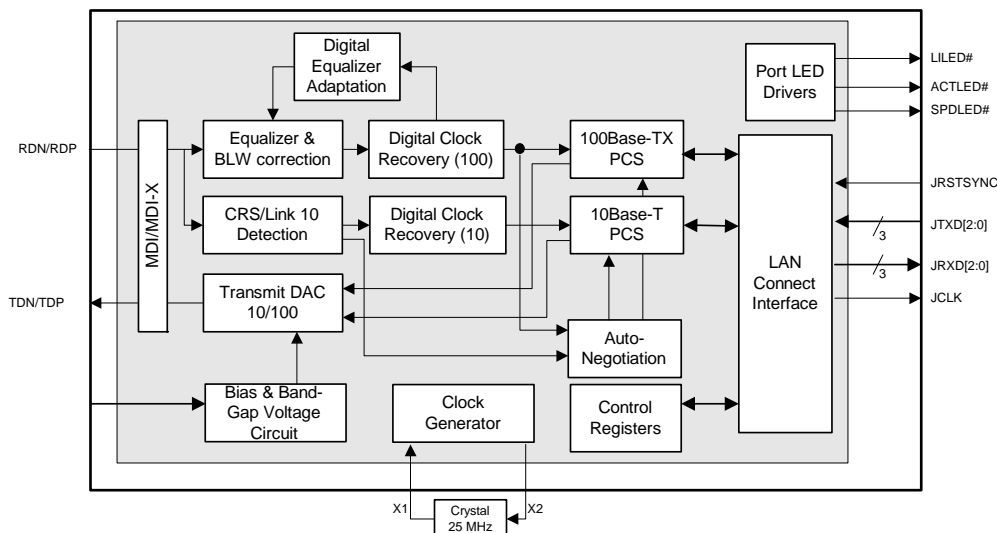 Digital
Equalizer
Adaptation
Port LED
Drivers
LILED#
ACTLED#
SPDLED#
RDN/RDP
MDI/MDI-X
Equalizer &
BLW correction
Digital Clock
Recovery (100)
100Base-TX
PCS
JRSTSYNC
CRS/Link 10
Detection
Digital Clock
Recovery (10)
10Base-T
PCS
LAN
Connect
Interface
JTXD[2:0]
3
JRXD[2:0]
3
JCLK
TDN/TDP
Transmit DAC
10/100
Auto-
Negotiation
Bias & Band-
Gap Voltage
Circuit
Clock
Generator
Control
Registers
X1
X2
Crystal
25 MHz